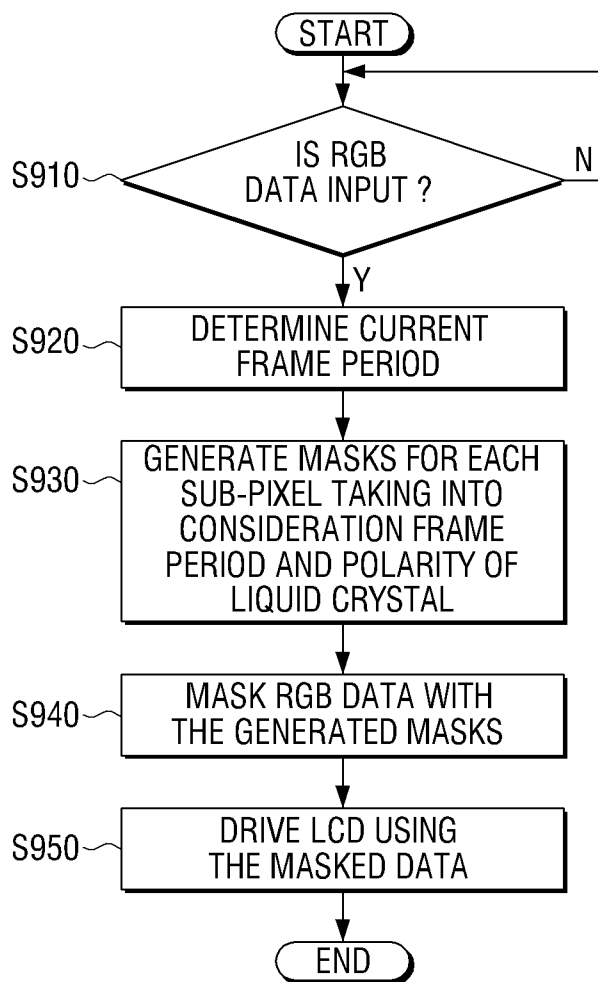 START
S910
IS RGB
DATA INPUT ?
N
Y
S920
DETERMINE CURRENT
FRAME PERIOD
S930
GENERATE MASKS FOR EACH
SUB-PIXEL TAKING INTO
CONSIDERATION FRAME
PERIOD AND POLARITY OF
LIQUID CRYSTAL
S940
MASK RGB DATA WITH
THE GENERATED MASKS
S950
DRIVE LCD USING
THE MASKED DATA
END